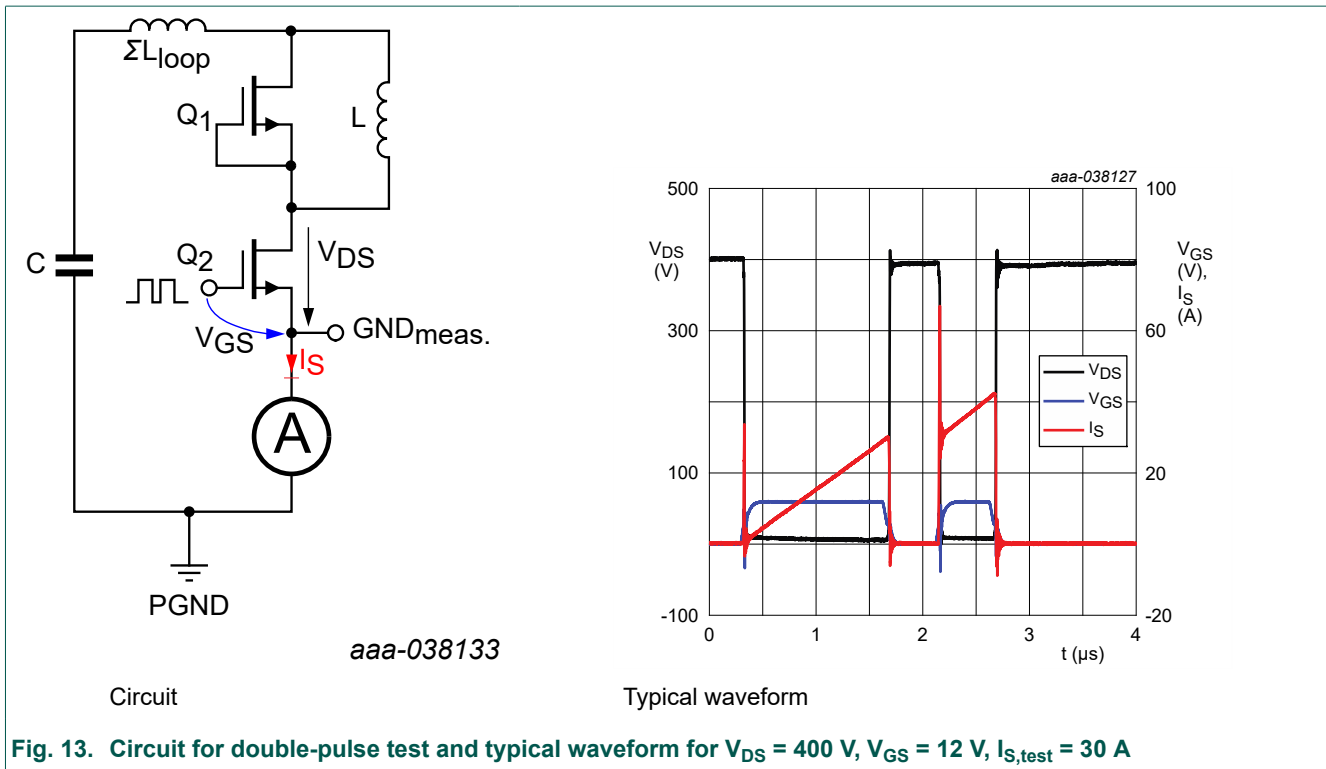 ΣLloop
Q1
L
C
Q2
VDS
VGS
GNDmeas.
IS
A
PGND
aaa-038133
Circuit
aaa-038127
500
300
100
-100
VDS
(V)
100
60
20
-20
VGS
(V),
IS
(A)
VDS
VGS
IS
0
1
2
3
4
t (µs)
Typical waveform
Fig. 13. Circuit for double-pulse test and typical waveform for VDS = 400 V, VGS = 12 V, IS,test = 30 A